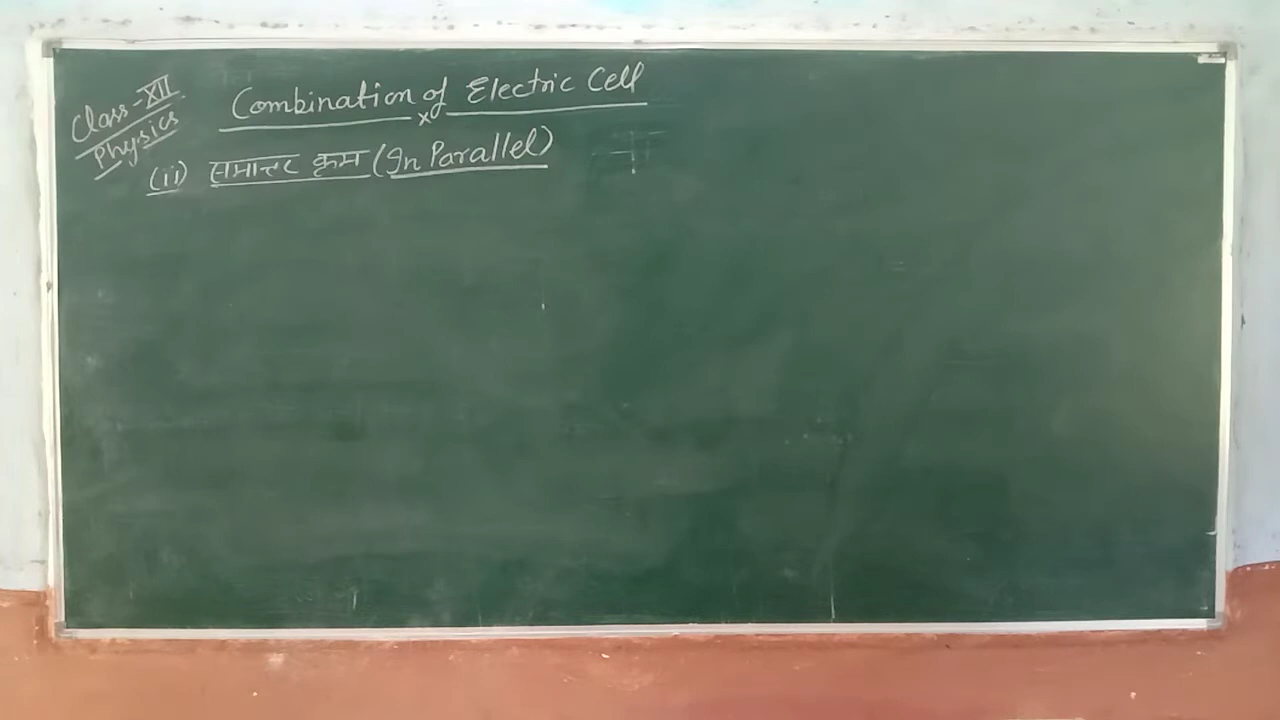 Class-XII
Physics
Combination of Electric Cell
x
(ii) समान्तर क्रम (In Parallel)